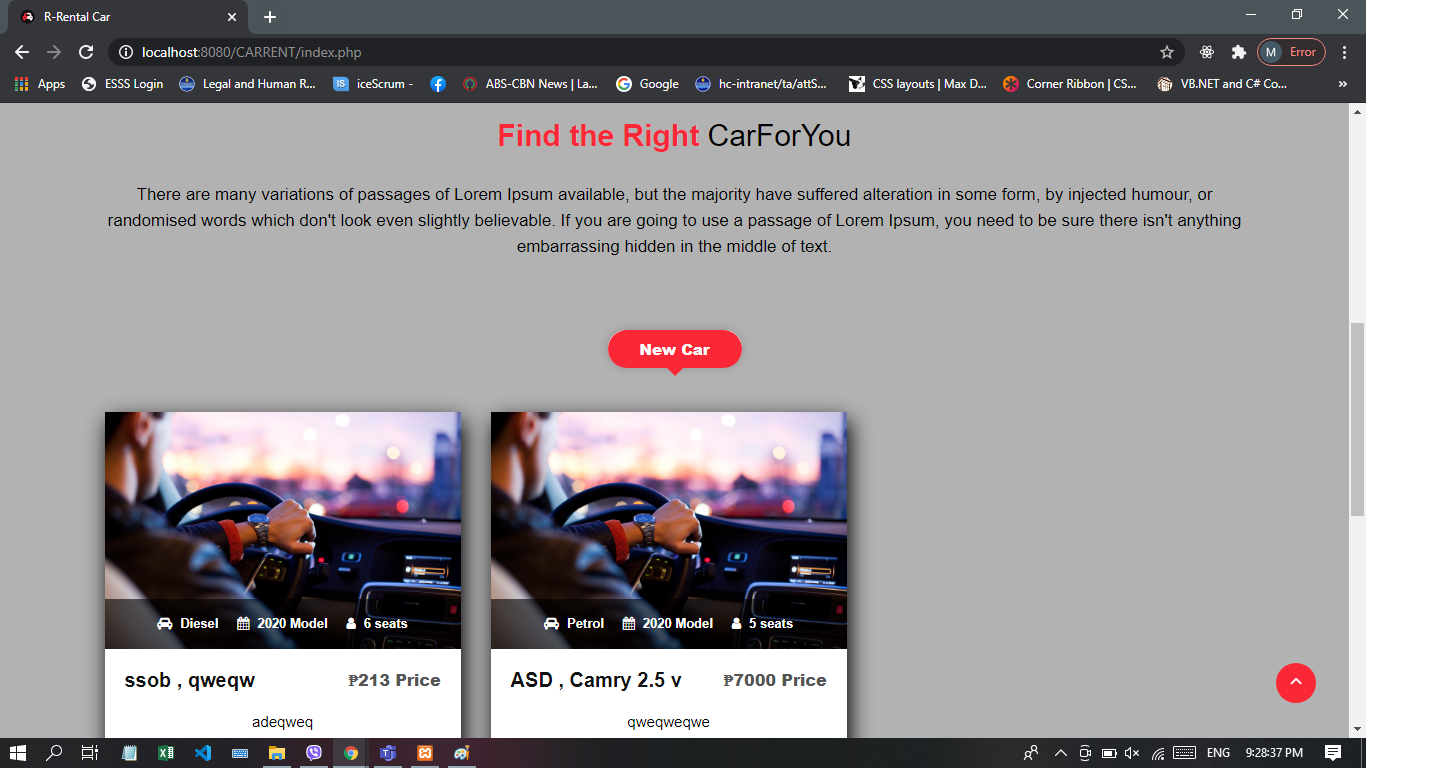 R-Rental Car
localhost:8080/CARRENT/index.php
M Error
Apps ESSS Login Legal and Human R... IS iceScrum - ABS-CBN News | La... Google hc-intranet/ta/attS... CSS layouts | Max D... Corner Ribbon | CS... VB.NET and C# Co... »
Find the Right CarForYou
There are many variations of passages of Lorem Ipsum available, but the majority have suffered alteration in some form, by injected humour, or
randomised words which don't look even slightly believable. If you are going to use a passage of Lorem Ipsum, you need to be sure there isn't anything
embarrassing hidden in the middle of text.
New Car
Diesel 2020 Model 6 seats
ssob , qweqw ₱213 Price
adeqweq
Petrol 2020 Model 5 seats
ASD , Camry 2.5 v ₱7000 Price
qweqweqwe
ENG 9:28:37 PM